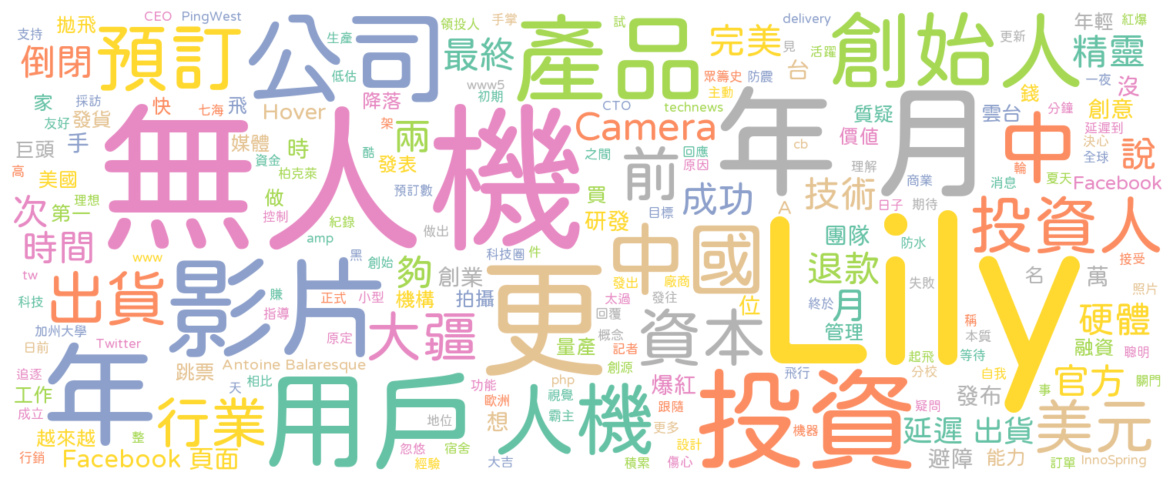 支持
CEO
PingWest
拋飛
倒閉
預訂
公司
生產
低估
領投人
手掌
最終
試
產品
完美
眾籌史
主動
防震
delivery
見
台
活躍
創始人
更新
年輕
紅爆
精靈
一夜
沒
家
採訪
友好
發貨
七海
快
飛
Hover
降落
www5
初期
CTO
technews
質疑
雲台
錢
創意
分鐘
巨頭
手
媒體
資金
時
架
兩
發表
Camera
之間
回應
原因
前
cb
價值
年月
中
延遲到
決心
全球
說
高
美國
無人機
柏克萊
酷
預訂數
買
成功
理解
商業
消息
輪
夏天
Facebook
次
第一
理想
做
控制
紀錄
amp
做出
研發
目標
A
技術
日子
期待
投資人
時間
tw
www
黑
創始
夠
科技圈
件
中國
團隊
防水
接受
科技
出貨
影片
賺
正式
小型
指導
創業
機構
拍攝
更
發出
廠商
太過
發往
回覆
退款
位
終於
月
失敗
名
萬
照片
加州大學
日前
Twitter
原定
大疆
概念
記者
量產
資本
管理
Lily
稱
本質
硬體
融資
聰明
追逐
年
跳票
Antoine Balaresque
創源
php
爆紅
飛行
起飛
分校
等待
自我
事
關門
工作
成立
天
相比
用戶
功能
歐洲
視覺
霸主
跟隨
投資
疑問
發布
官方
越來越
整
行業
忽悠
地位
想
人機
更多
設計
機器
延遲
出貨
美元
行銷
Facebook 頁面
經驗
宿舍
大吉
積累
傷心
避障
能力
訂單
InnoSpring